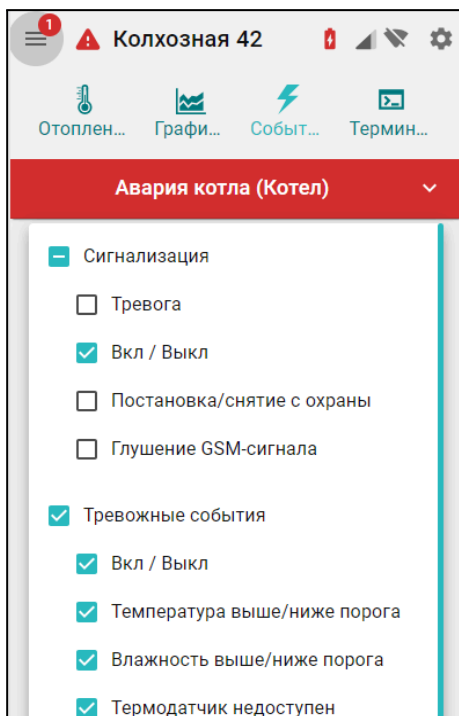 1
Колхозная 42
Отоплен... Графи... Событ... Термин...
Авария котла (Котел)
Сигнализация
Тревога
Вкл / Выкл
Постановка/снятие с охраны
Глушение GSM-сигнала
Тревожные события
Вкл / Выкл
Температура выше/ниже порога
Влажность выше/ниже порога
Термодатчик недоступен